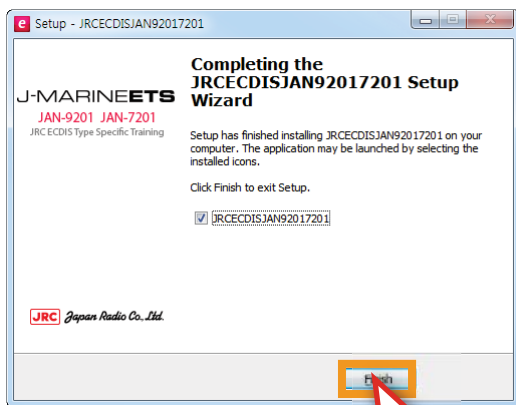 e Setup - JRCECDISJAN92017201
J-MARINEETS
JAN-9201 JAN-7201
JRC ECDIS Type Specific Training
Completing the
JRCECDISJAN92017201 Setup
Wizard
Setup has finished installing JRCECDISJAN92017201 on your
computer. The application may be launched by selecting the
installed icons.
Click Finish to exit Setup.
JRCECDISJAN92017201
JRC Japan Radio Co., Ltd.
Finish